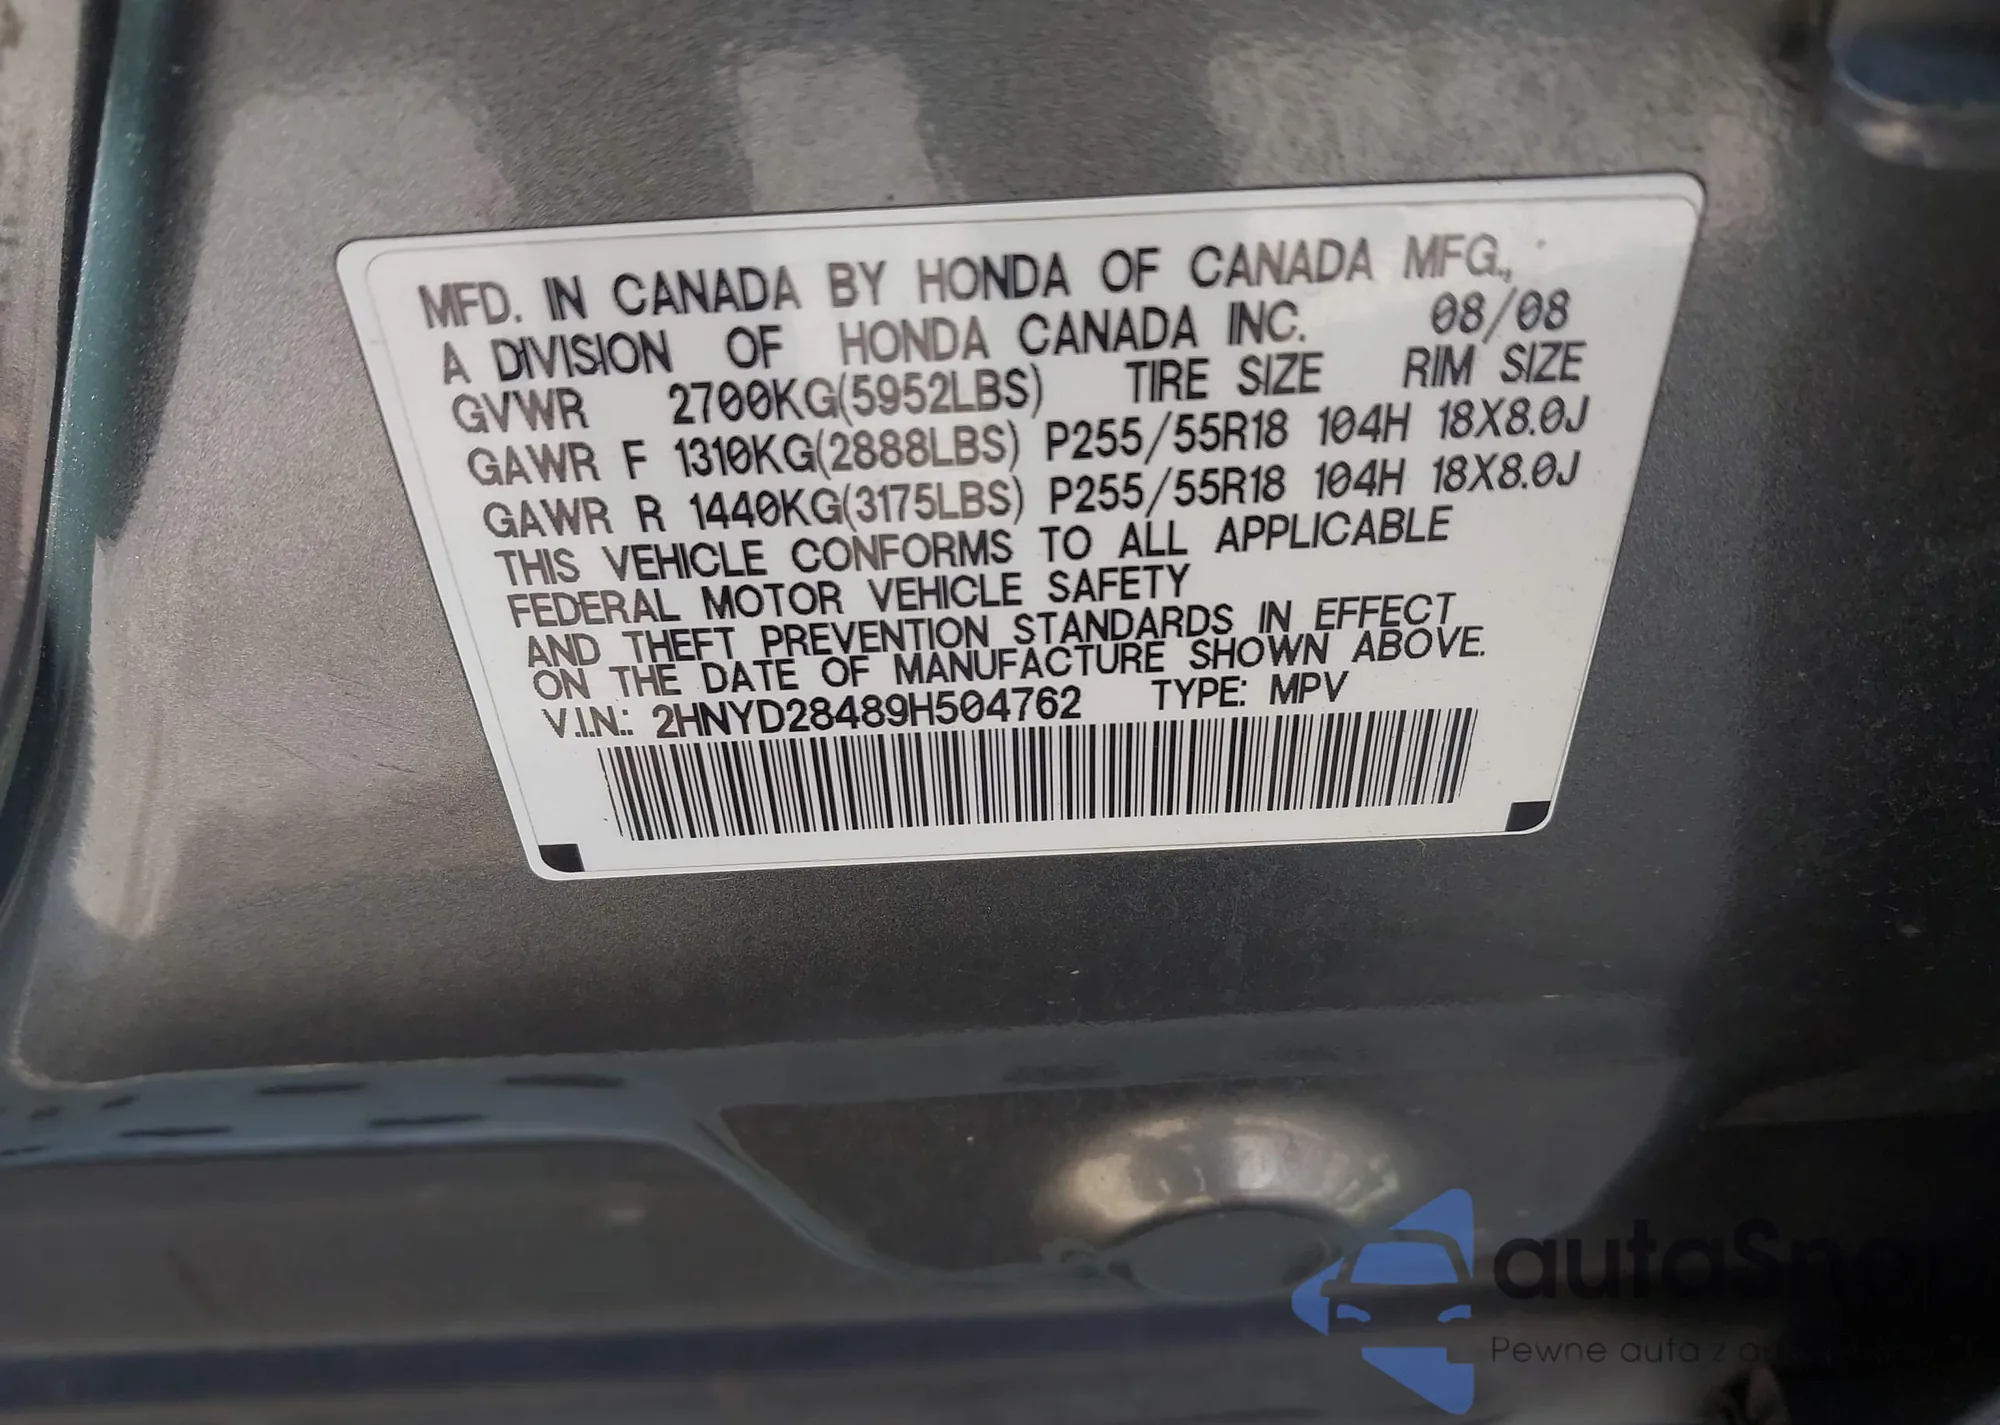 MFD. IN CANADA BY HONDA OF CANADA MFG.,
A DIVISION OF HONDA CANADA INC. 08/08
GVWR 2700KG(5952LBS) TIRE SIZE RIM SIZE
GAWR F 1310KG(2888LBS) P255/55R18 104H 18X8.0J
GAWR R 1440KG(3175LBS) P255/55R18 104H 18X8.0J
THIS VEHICLE CONFORMS TO ALL APPLICABLE
FEDERAL MOTOR VEHICLE SAFETY
AND THEFT PREVENTION STANDARDS IN EFFECT
ON THE DATE OF MANUFACTURE SHOWN ABOVE.
V.I.N.: 2HNYD28489H504762 TYPE: MPV
autaSnap
Pewne auta z